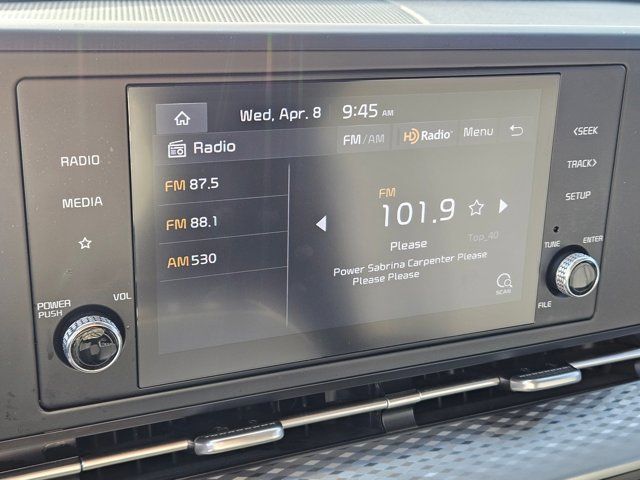 Wed, Apr. 8 9:45 AM
Radio FM/AM HD Radio™ Menu
RADIO
MEDIA
POWER
PUSH
VOL
FM 87.5
FM 88.1
AM 530
FM
101.9
Please
Top_40
Power Sabrina Carpenter Please
Please Please
SCAN
<SEEK
TRACK>
SETUP
TUNE
ENTER
FILE